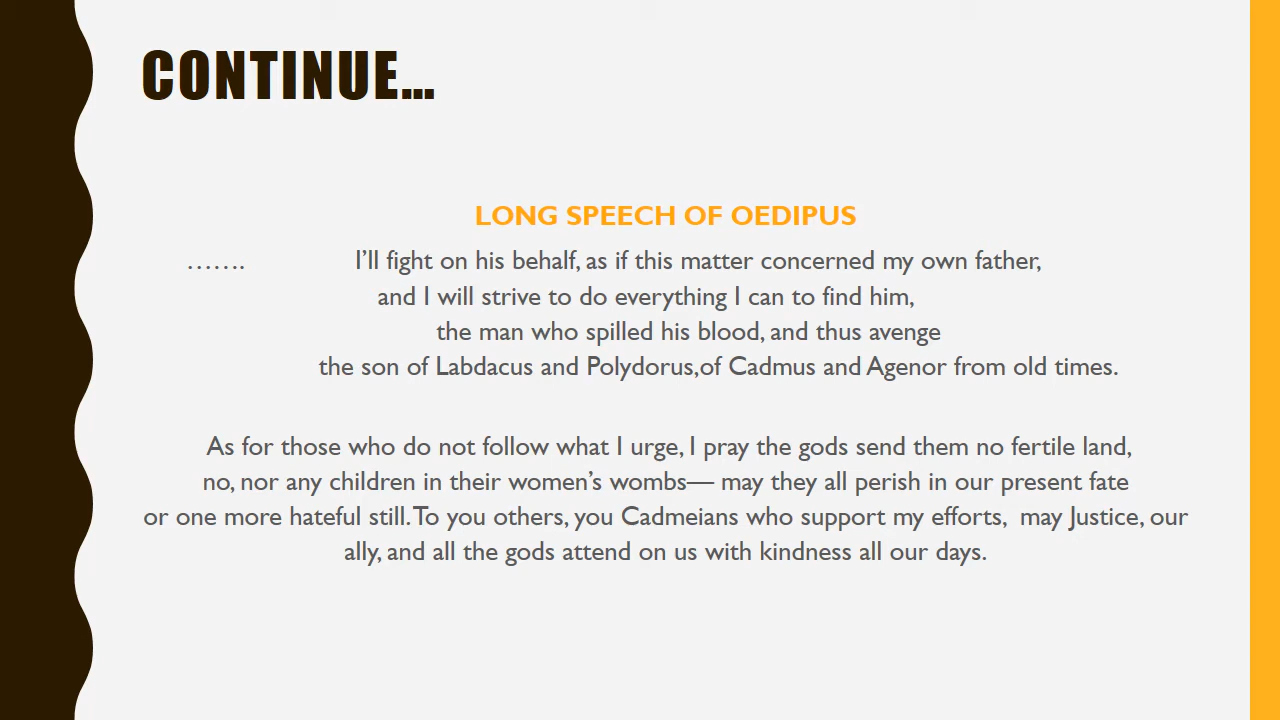 CONTINUE...
LONG SPEECH OF OEDIPUS
....... I’ll fight on his behalf, as if this matter concerned my own father,
and I will strive to do everything I can to find him,
the man who spilled his blood, and thus avenge
the son of Labdacus and Polydorus,of Cadmus and Agenor from old times.
As for those who do not follow what I urge, I pray the gods send them no fertile land,
no, nor any children in their women’s wombs— may they all perish in our present fate
or one more hateful still. To you others, you Cadmeians who support my efforts, may Justice, our
ally, and all the gods attend on us with kindness all our days.